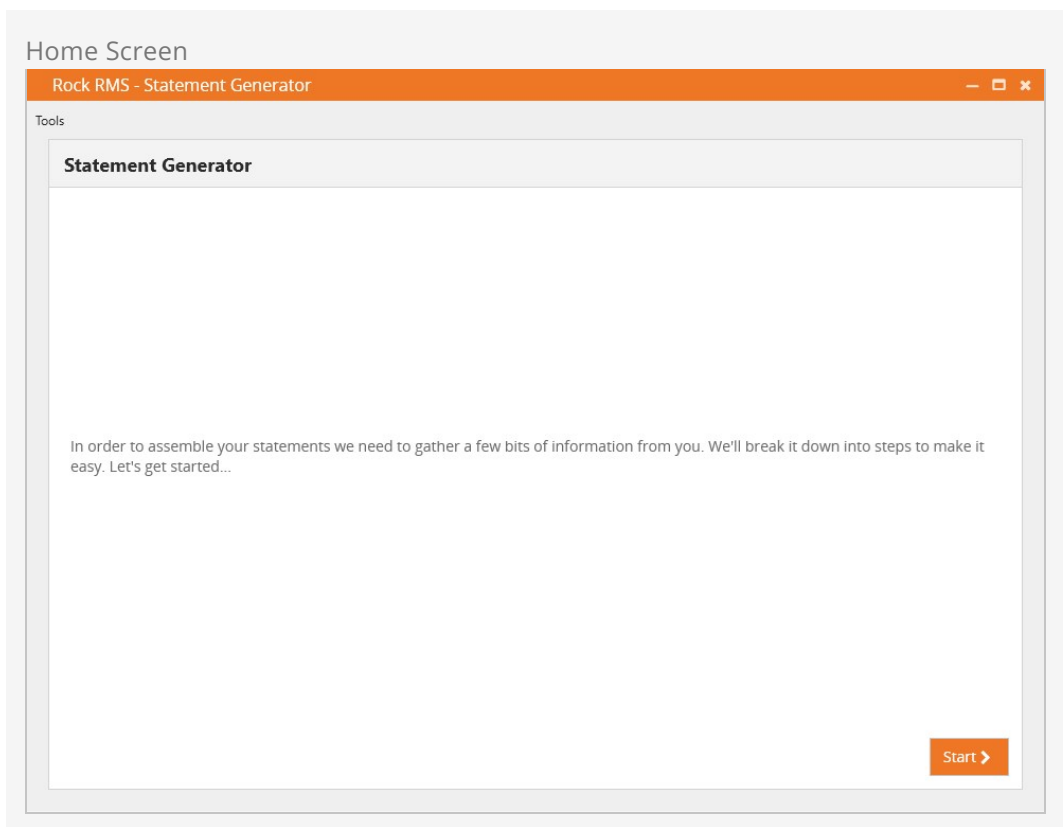 Home Screen
Rock RMS - Statement Generator
Tools
Statement Generator
In order to assemble your statements we need to gather a few bits of information from you. We'll break it down into steps to make it
easy. Let's get started...
Start